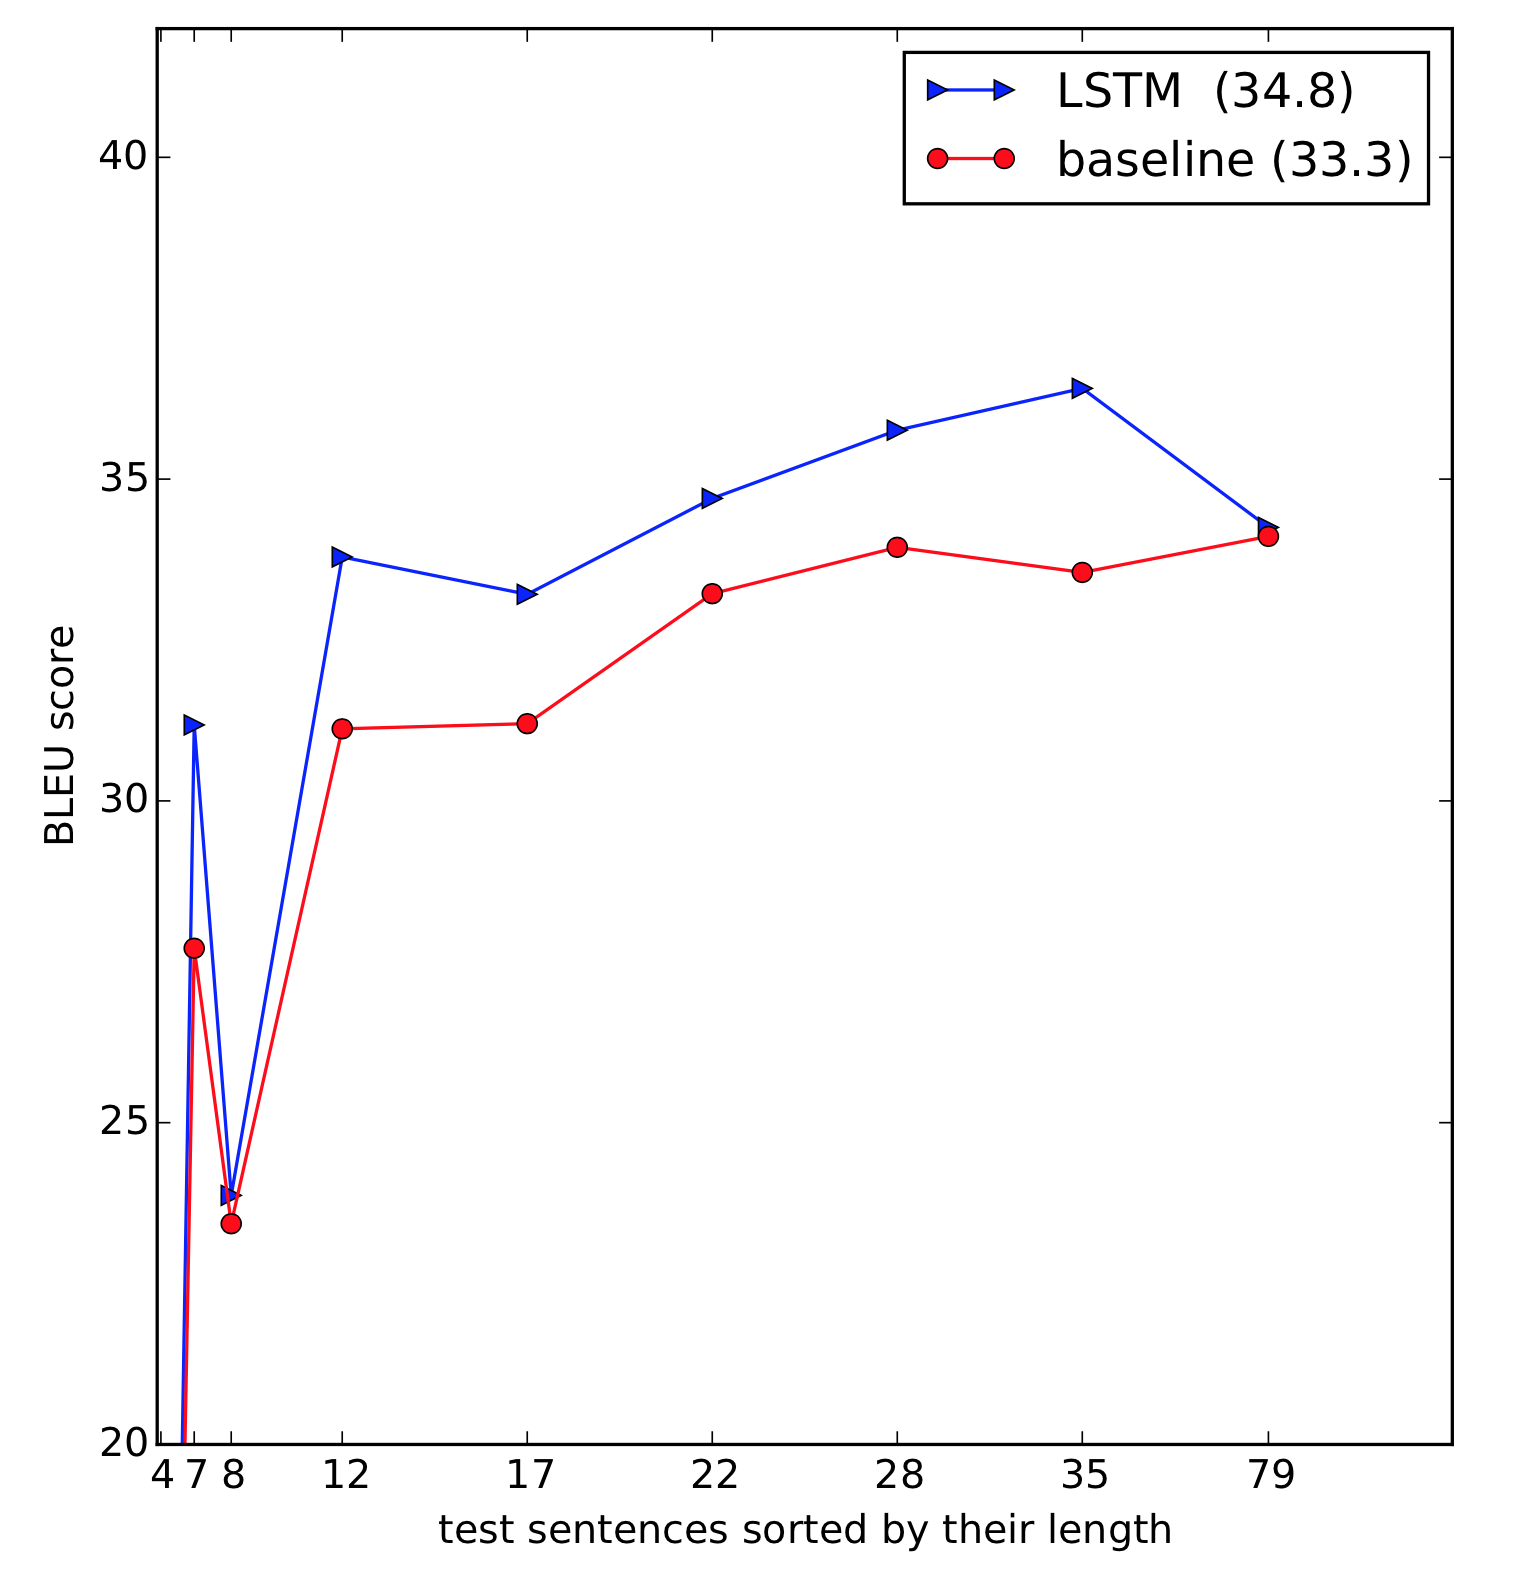 LSTM (34.8)
baseline (33.3)
40
35
30
25
20
BLEU score
4 7 8 12 17 22 28 35 79
test sentences sorted by their length